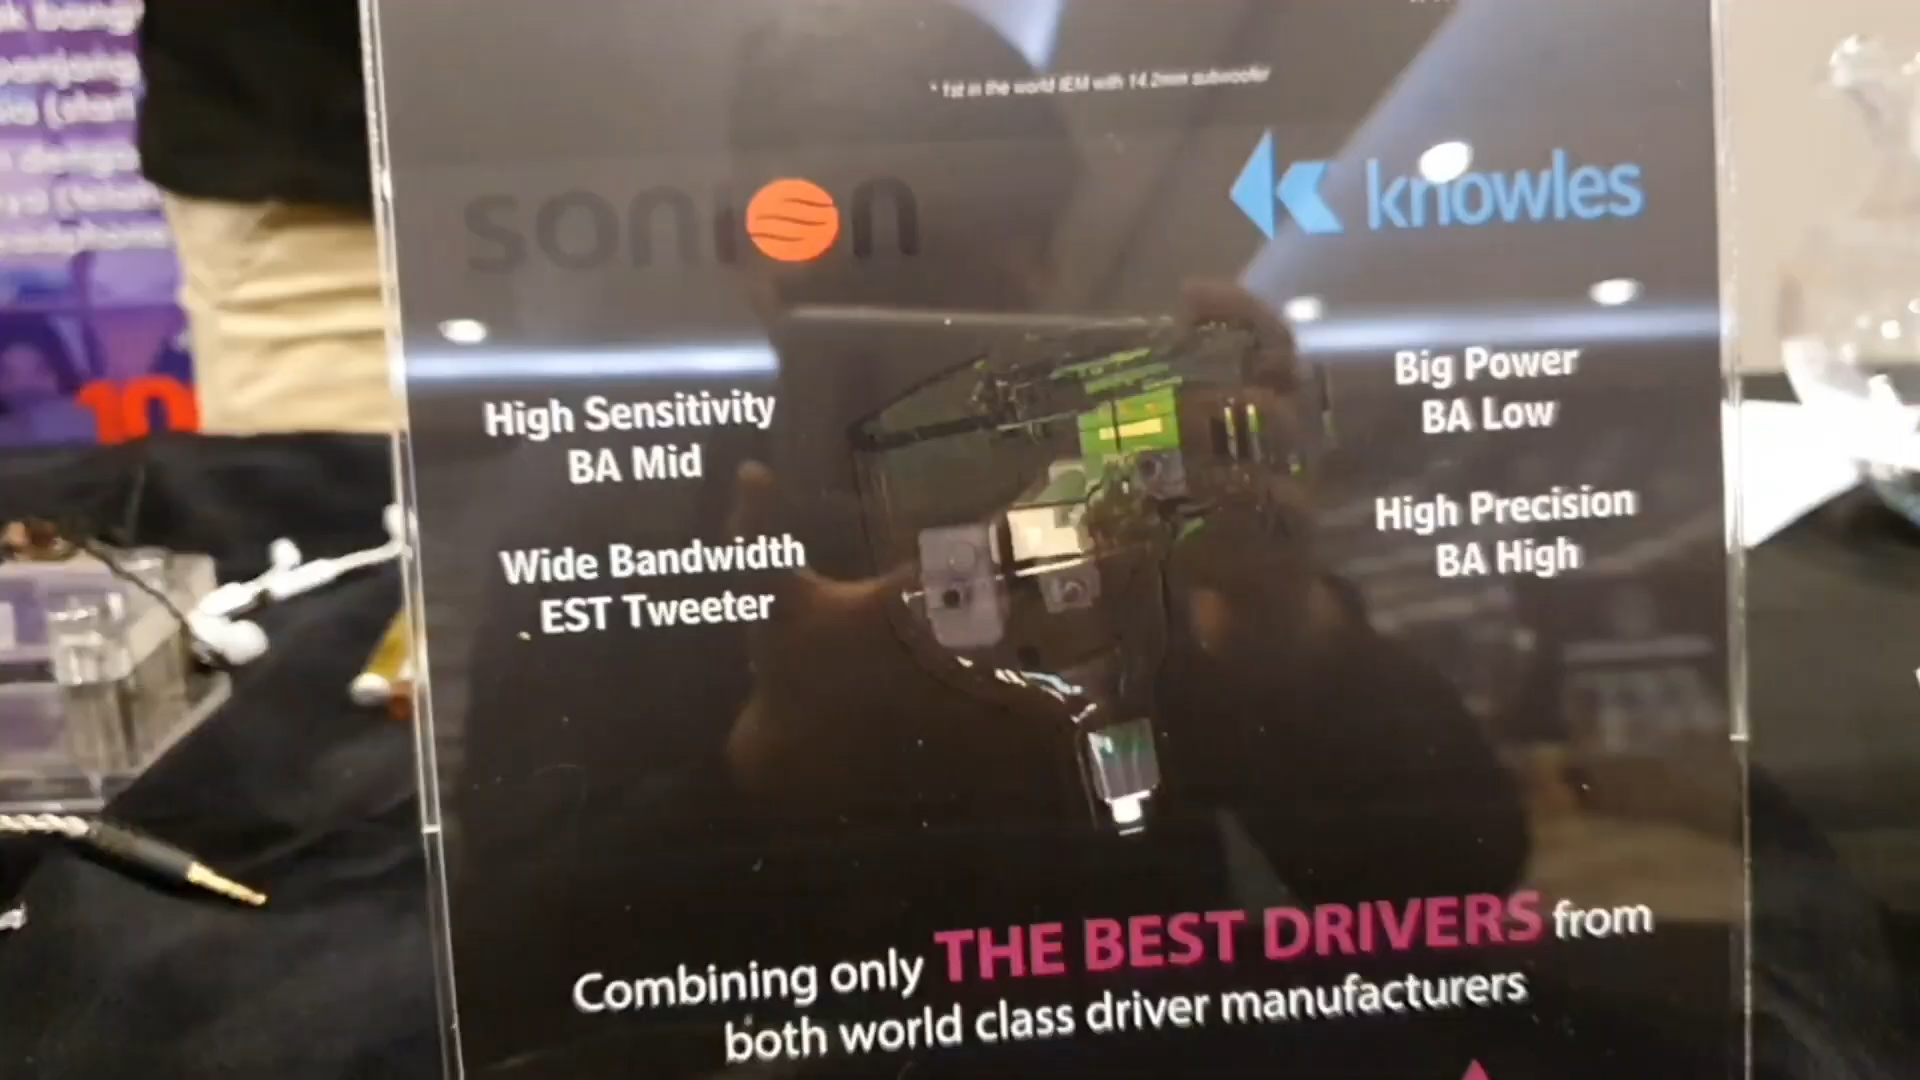 * 1st in the world IEM with 14.2mm subwoofer
sonion
knowles
High Sensitivity
BA Mid
Wide Bandwidth
EST Tweeter
Big Power
BA Low
High Precision
BA High
Combining only THE BEST DRIVERS from
both world class driver manufacturers
10